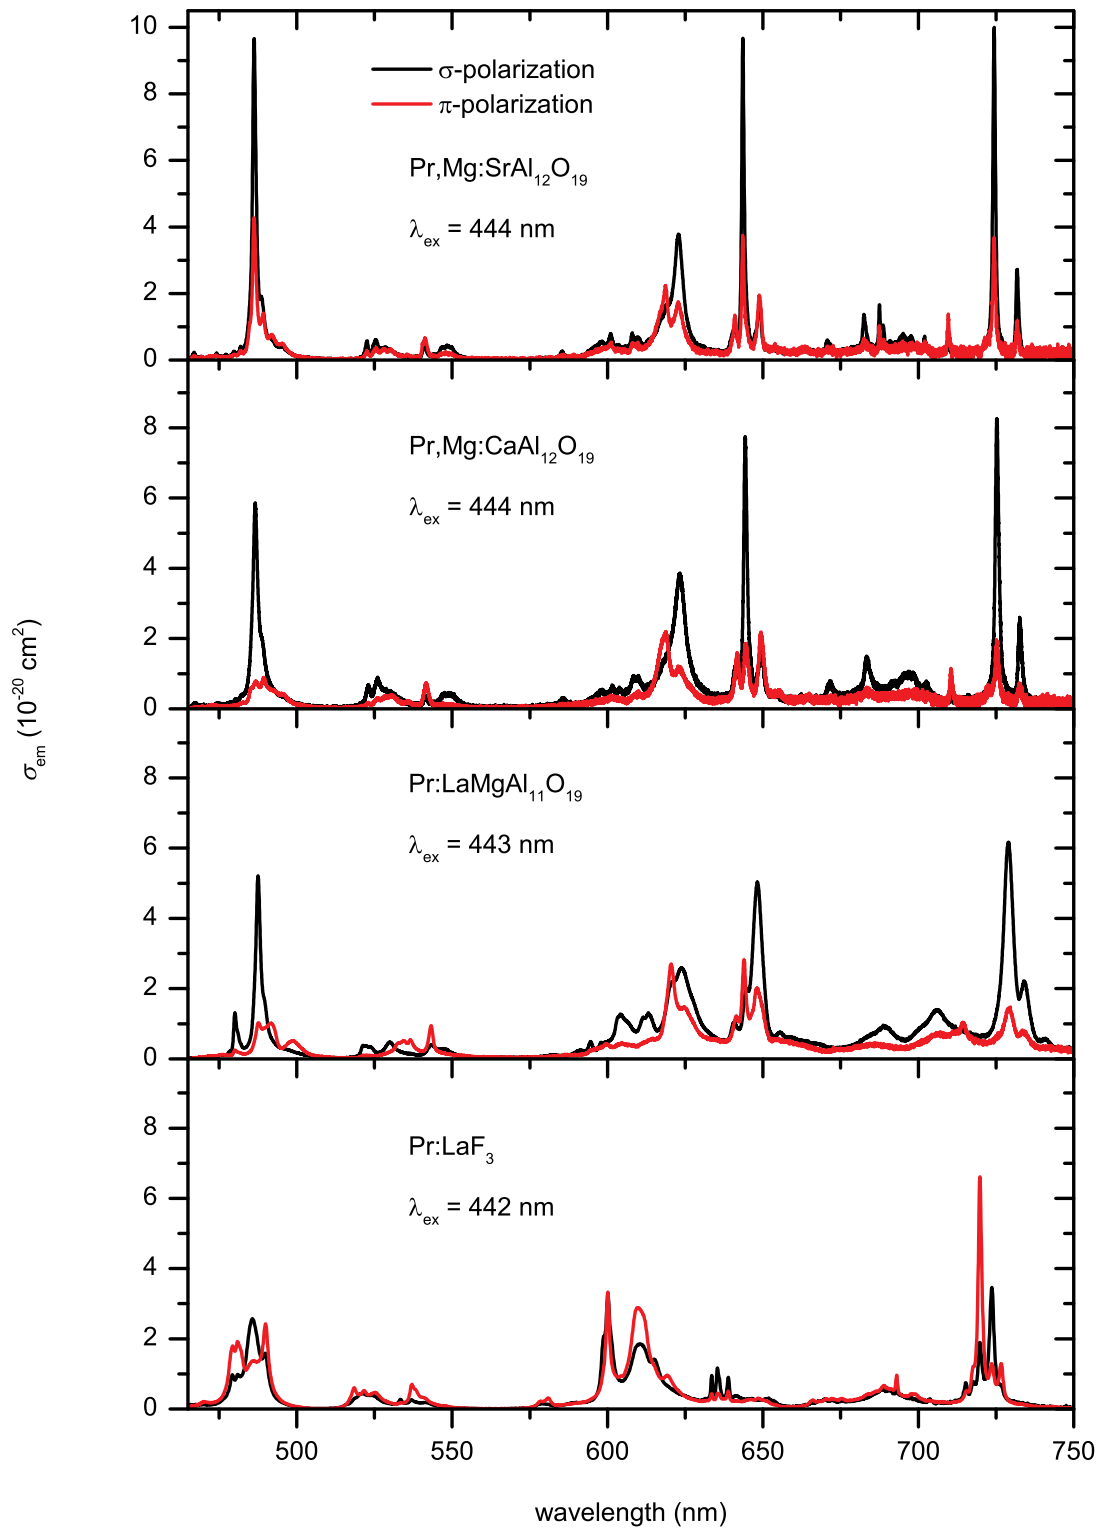 10
8
6
4
2
0
σ-polarization
π-polarization
Pr,Mg:SrAl₁₂O₁₉
λₑₓ = 444 nm
8
6
4
2
0
Pr,Mg:CaAl₁₂O₁₉
λₑₓ = 444 nm
σₑₘ (10⁻²⁰ cm²)
8
6
4
2
0
Pr:LaMgAl₁₁O₁₉
λₑₓ = 443 nm
8
6
4
2
0
Pr:LaF₃
λₑₓ = 442 nm
500 550 600 650 700 750
wavelength (nm)